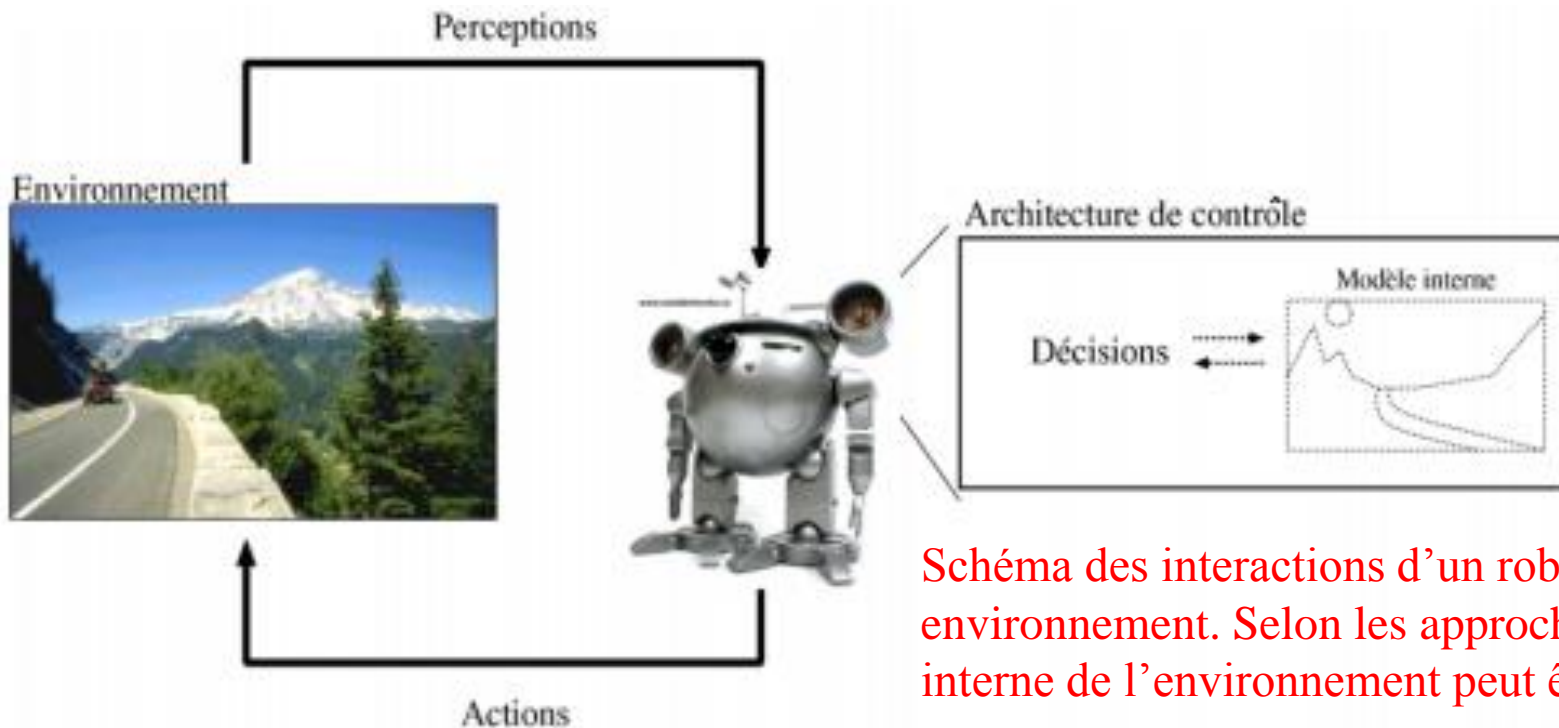 Perceptions
Environnement
Architecture de contrôle
Modèle interne
Décisions
Schéma des interactions d'un rob
environnement. Selon les approch
interne de l'environnement peut ê
Actions